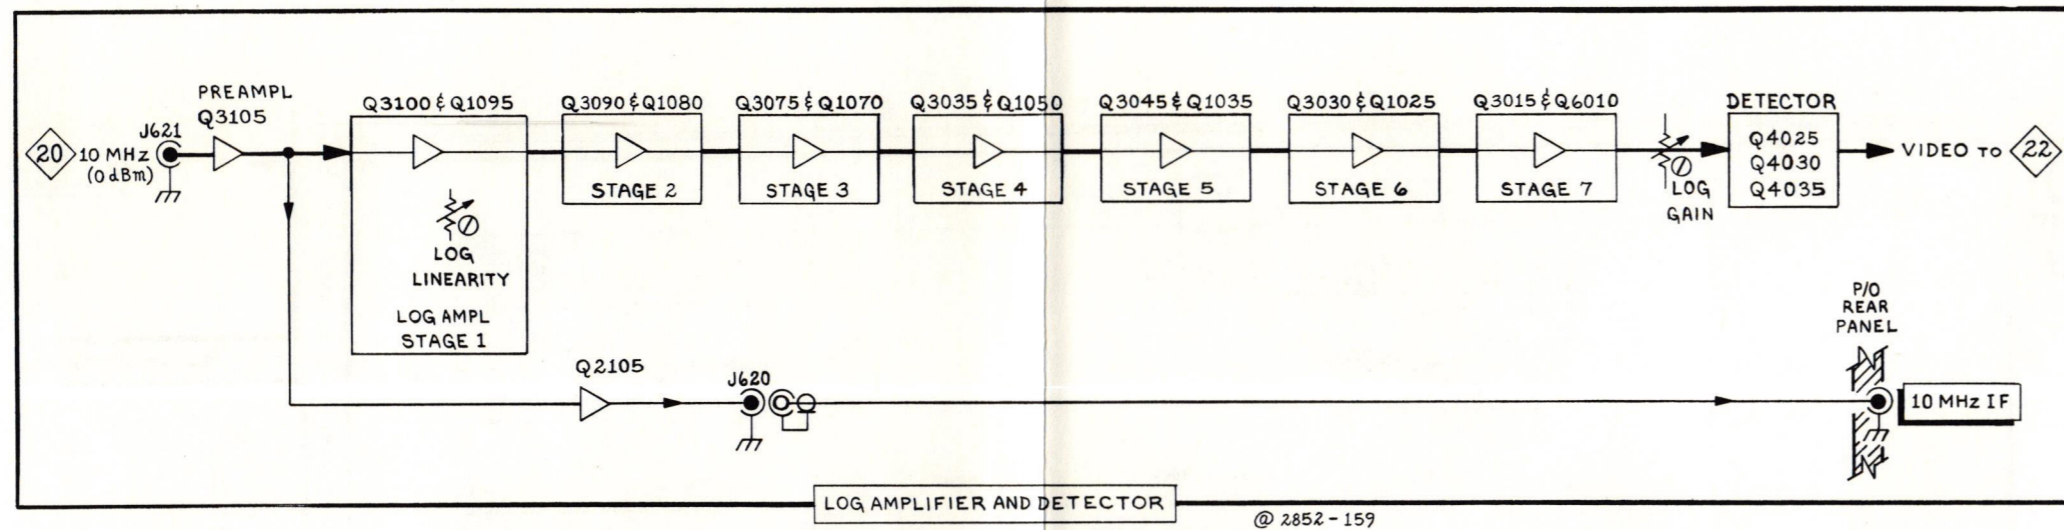 20
J621
10 MHz
(0 dBm)
PREAMPL
Q3105
Q3100 & Q1095
LOG
LINEARITY
LOG AMPL
STAGE 1
Q3090 & Q1080
STAGE 2
Q3075 & Q1070
STAGE 3
Q3035 & Q1050
STAGE 4
Q3045 & Q1035
STAGE 5
Q3030 & Q1025
STAGE 6
Q3015 & Q6010
STAGE 7
LOG
GAIN
DETECTOR
Q4025
Q4030
Q4035
VIDEO TO 22
Q2105
J620
P/O
REAR
PANEL
10 MHz IF
LOG AMPLIFIER AND DETECTOR
@ 2852-159